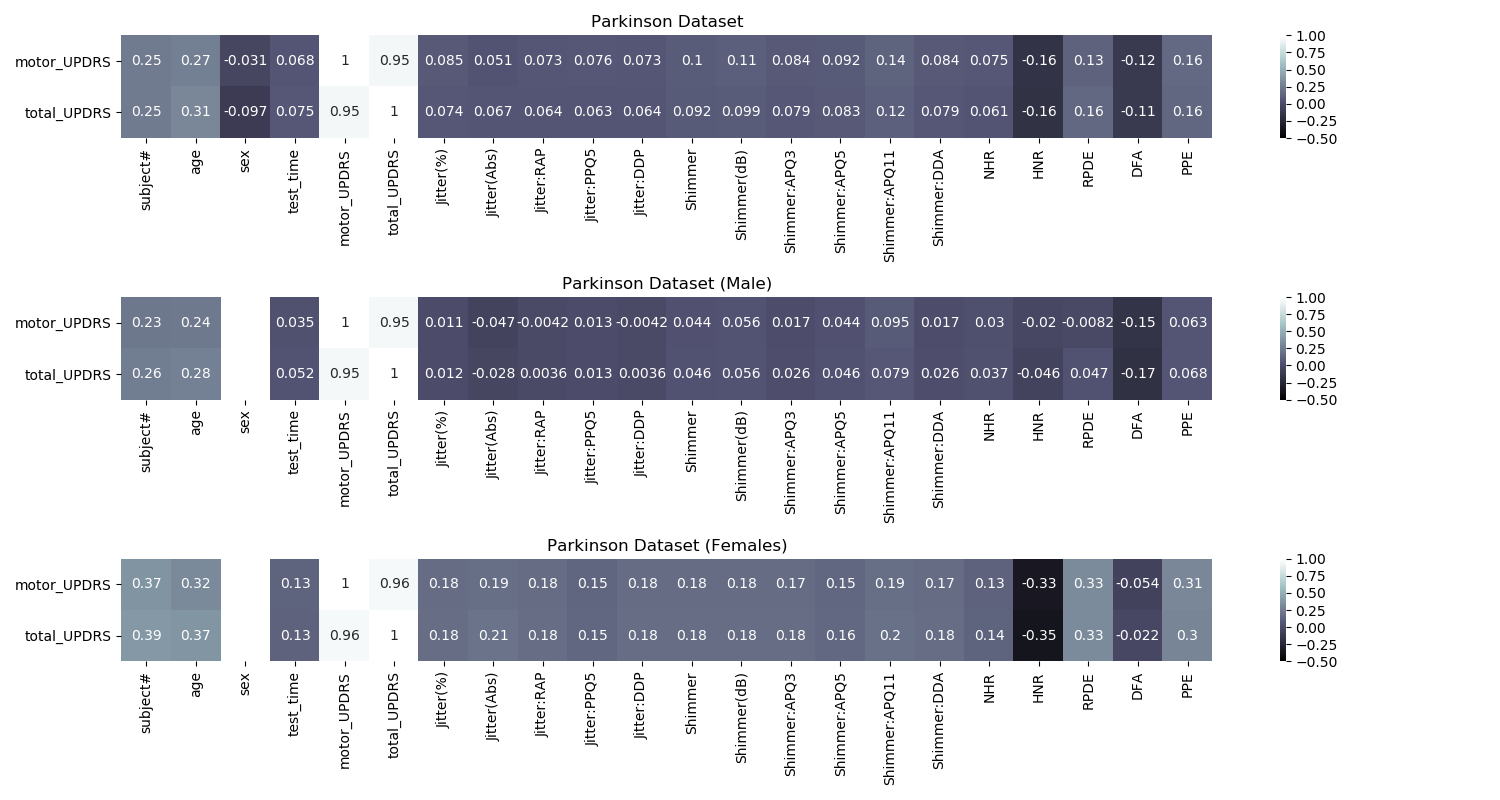 Parkinson Dataset
motor_UPDRS 0.25 0.27 -0.031 0.068 1 0.95 0.085 0.051 0.073 0.076 0.073 0.1 0.11 0.084 0.092 0.14 0.084 0.075 -0.16 0.13 -0.12 0.16
total_UPDRS 0.25 0.31 -0.097 0.075 0.95 1 0.074 0.067 0.064 0.063 0.064 0.092 0.099 0.079 0.083 0.12 0.079 0.061 -0.16 0.16 -0.11 0.16
subject# age sex test_time motor_UPDRS total_UPDRS Jitter(%) Jitter(Abs) Jitter:RAP Jitter:PPQ5 Jitter:DDP Shimmer Shimmer(dB) Shimmer:APQ3 Shimmer:APQ5 Shimmer:APQ11 Shimmer:DDA NHR HNR RPDE DFA PPE
1.00
0.75
0.50
0.25
0.00
−0.25
−0.50
Parkinson Dataset (Male)
motor_UPDRS 0.23 0.24 0.035 1 0.95 0.011 -0.047 -0.0042 0.013 -0.0042 0.044 0.056 0.017 0.044 0.095 0.017 0.03 -0.02 -0.0082 -0.15 0.063
total_UPDRS 0.26 0.28 0.052 0.95 1 0.012 -0.028 0.0036 0.013 0.0036 0.046 0.056 0.026 0.046 0.079 0.026 0.037 -0.046 0.047 -0.17 0.068
subject# age sex test_time motor_UPDRS total_UPDRS Jitter(%) Jitter(Abs) Jitter:RAP Jitter:PPQ5 Jitter:DDP Shimmer Shimmer(dB) Shimmer:APQ3 Shimmer:APQ5 Shimmer:APQ11 Shimmer:DDA NHR HNR RPDE DFA PPE
1.00
0.75
0.50
0.25
0.00
−0.25
−0.50
Parkinson Dataset (Females)
motor_UPDRS 0.37 0.32 0.13 1 0.96 0.18 0.19 0.18 0.15 0.18 0.18 0.18 0.17 0.15 0.19 0.17 0.13 -0.33 0.33 -0.054 0.31
total_UPDRS 0.39 0.37 0.13 0.96 1 0.18 0.21 0.18 0.15 0.18 0.18 0.18 0.18 0.16 0.2 0.18 0.14 -0.35 0.33 -0.022 0.3
subject# age sex test_time motor_UPDRS total_UPDRS Jitter(%) Jitter(Abs) Jitter:RAP Jitter:PPQ5 Jitter:DDP Shimmer Shimmer(dB) Shimmer:APQ3 Shimmer:APQ5 Shimmer:APQ11 Shimmer:DDA NHR HNR RPDE DFA PPE
1.00
0.75
0.50
0.25
0.00
−0.25
−0.50